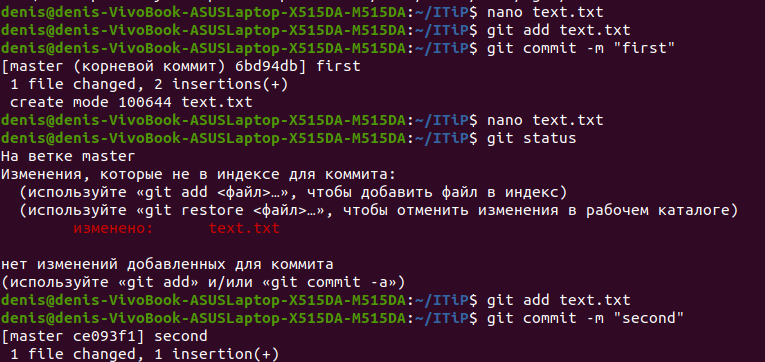 denis@denis-VivoBook-ASUSLaptop-X515DA-M515DA:~/ITiP$ nano text.txt
denis@denis-VivoBook-ASUSLaptop-X515DA-M515DA:~/ITiP$ git add text.txt
denis@denis-VivoBook-ASUSLaptop-X515DA-M515DA:~/ITiP$ git commit -m "first"
[master (корневой коммит) 6bd94db] first
 1 file changed, 2 insertions(+)
 create mode 100644 text.txt
denis@denis-VivoBook-ASUSLaptop-X515DA-M515DA:~/ITiP$ nano text.txt
denis@denis-VivoBook-ASUSLaptop-X515DA-M515DA:~/ITiP$ git status
На ветке master
Изменения, которые не в индексе для коммита:
  (используйте «git add <файл>…», чтобы добавить файл в индекс)
  (используйте «git restore <файл>…», чтобы отменить изменения в рабочем каталоге)
        изменено:      text.txt

нет изменений добавленных для коммита
(используйте «git add» и/или «git commit -a»)
denis@denis-VivoBook-ASUSLaptop-X515DA-M515DA:~/ITiP$ git add text.txt
denis@denis-VivoBook-ASUSLaptop-X515DA-M515DA:~/ITiP$ git commit -m "second"
[master ce093f1] second
 1 file changed, 1 insertion(+)